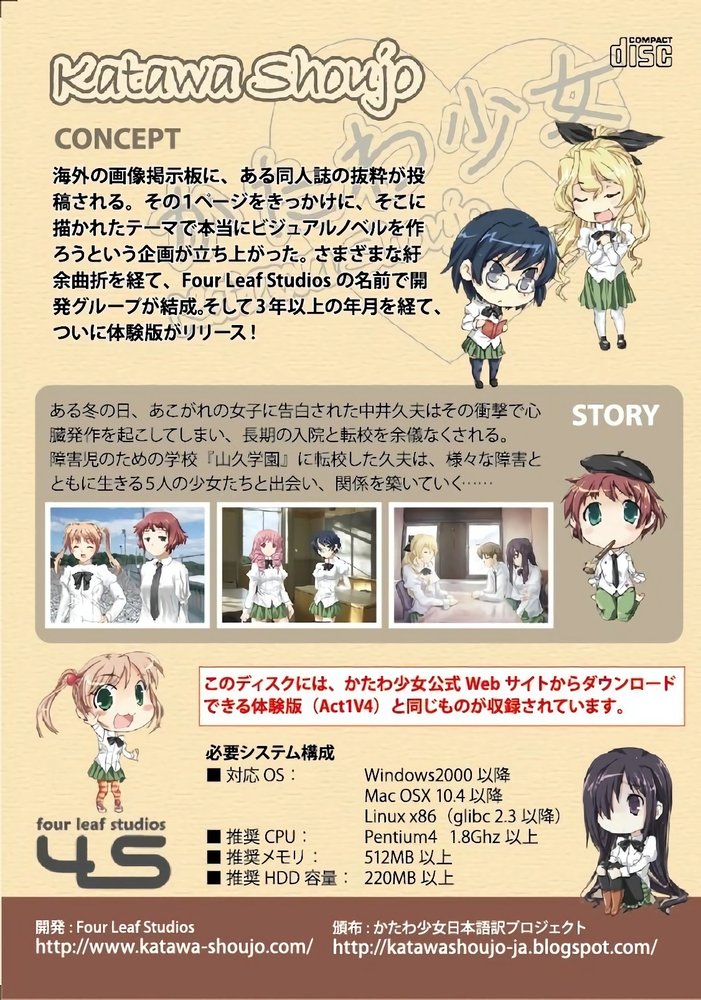 COMPACT
disc
Katawa Shoujo
かたわ少女
CONCEPT
海外の画像掲示板に、ある同人誌の抜粋が投
稿される。その1ページをきっかけに、そこに
描かれたテーマで本当にビジュアルノベルを作
ろうという企画が立ち上がった。さまざまな紆
余曲折を経て、Four Leaf Studios の名前で開
発グループが結成。そして3年以上の年月を経て、
ついに体験版がリリース！
STORY
ある冬の日、あこがれの女子に告白された中井久夫はその衝撃で心
臓発作を起こしてしまい、長期の入院と転校を余儀なくされる。
障害児のための学校『山久学園』に転校した久夫は、様々な障害と
ともに生きる5人の少女たちと出会い、関係を築いていく……
このディスクには、かたわ少女公式 Web サイトからダウンロード
できる体験版（Act1V4）と同じものが収録されています。
必要システム構成
■ 対応 OS： Windows2000 以降
Mac OSX 10.4 以降
Linux x86（glibc 2.3 以降）
■ 推奨 CPU： Pentium4 1.8Ghz 以上
■ 推奨メモリ： 512MB 以上
■ 推奨 HDD 容量： 220MB 以上
four leaf studios
4LS
開発 : Four Leaf Studios
http://www.katawa-shoujo.com/
頒布 : かたわ少女日本語訳プロジェクト
http://katawashoujo-ja.blogspot.com/